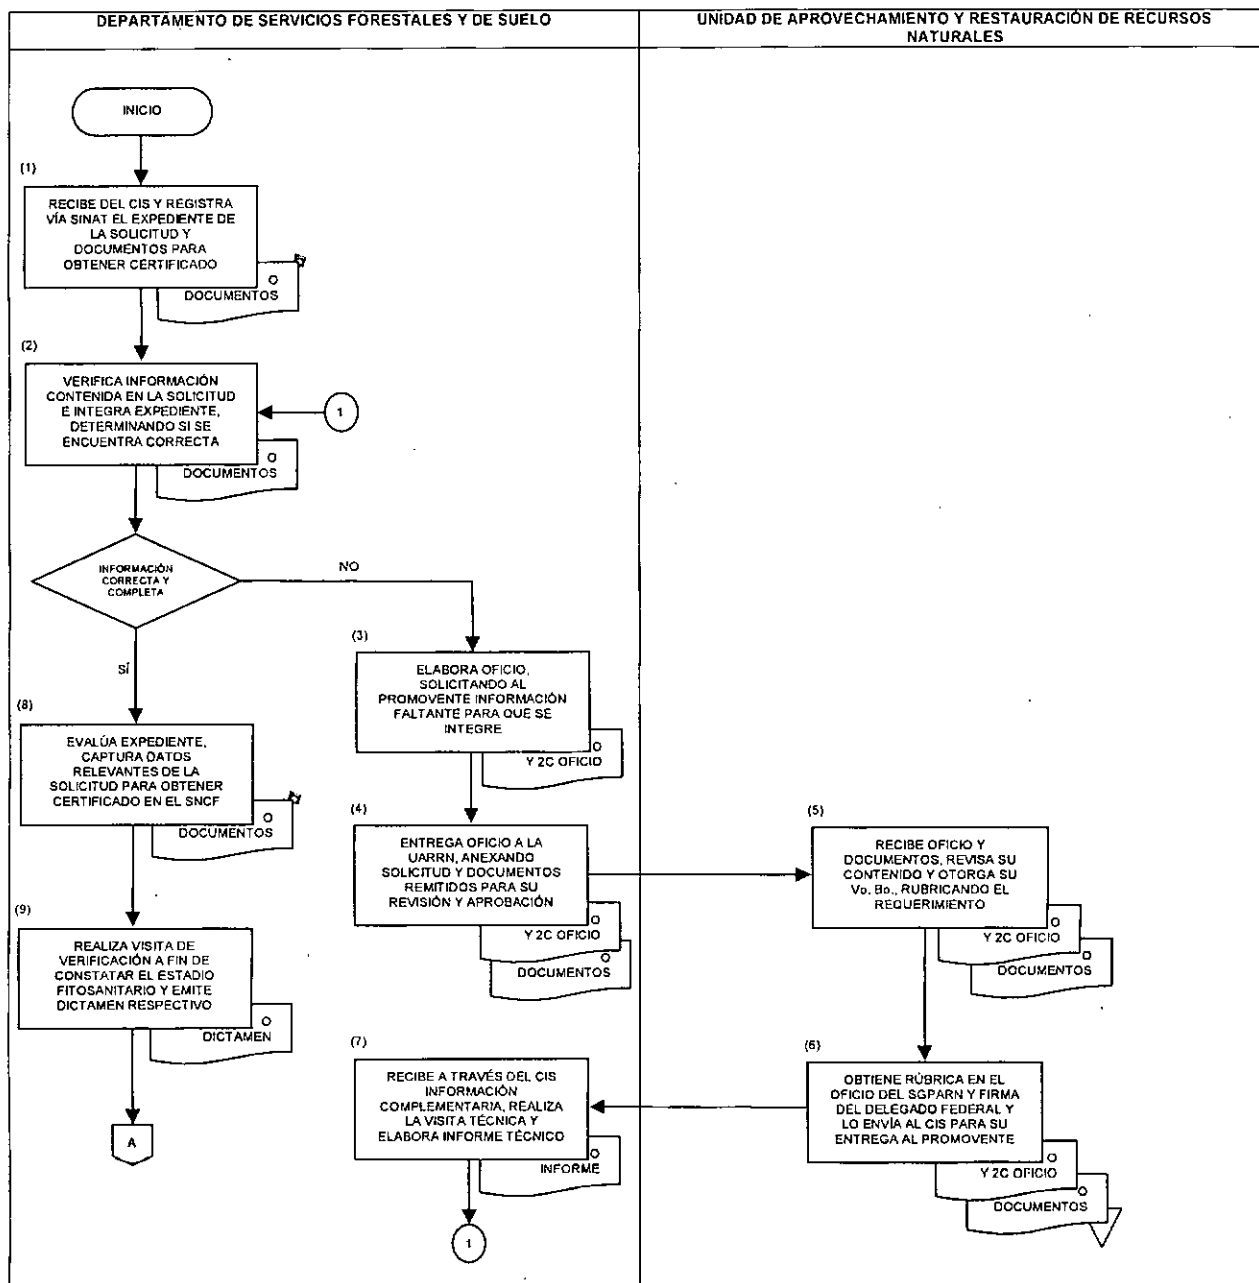 DEPARTAMENTO DE SERVICIOS FORESTALES Y DE SUELO
UNIDAD DE APROVECHAMIENTO Y RESTAURACIÓN DE RECURSOS
NATURALES
INICIO
(1)
RECIBE DEL CIS Y REGISTRA
VÍA SINAT EL EXPEDIENTE DE
LA SOLICITUD Y
DOCUMENTOS PARA
OBTENER CERTIFICADO
O
DOCUMENTOS
(2)
VERIFICA INFORMACIÓN
CONTENIDA EN LA SOLICITUD
E INTEGRA EXPEDIENTE,
DETERMINANDO SI SE
ENCUENTRA CORRECTA
1
O
DOCUMENTOS
INFORMACIÓN
CORRECTA Y
COMPLETA
NO
SÍ
(3)
ELABORA OFICIO,
SOLICITANDO AL
PROMOVENTE INFORMACIÓN
FALTANTE PARA QUE SE
INTEGRE
O
Y 2C OFICIO
(8)
EVALÚA EXPEDIENTE,
CAPTURA DATOS
RELEVANTES DE LA
SOLICITUD PARA OBTENER
CERTIFICADO EN EL SNCF
O
DOCUMENTOS
(4)
ENTREGA OFICIO A LA
UARRN, ANEXANDO
SOLICITUD Y DOCUMENTOS
REMITIDOS PARA SU
REVISIÓN Y APROBACIÓN
O
Y 2C OFICIO
O
DOCUMENTOS
(5)
RECIBE OFICIO Y
DOCUMENTOS, REVISA SU
CONTENIDO Y OTORGA SU
Vo. Bo., RUBRICANDO EL
REQUERIMIENTO
O
Y 2C OFICIO
O
DOCUMENTOS
(9)
REALIZA VISITA DE
VERIFICACIÓN A FIN DE
CONSTATAR EL ESTADIO
FITOSANITARIO Y EMITE
DICTAMEN RESPECTIVO
O
DICTAMEN
A
(7)
RECIBE A TRAVÉS DEL CIS
INFORMACIÓN
COMPLEMENTARIA, REALIZA
LA VISITA TÉCNICA Y
ELABORA INFORME TÉCNICO
O
INFORME
1
(6)
OBTIENE RÚBRICA EN EL
OFICIO DEL SGPARN Y FIRMA
DEL DELEGADO FEDERAL Y
LO ENVÍA AL CIS PARA SU
ENTREGA AL PROMOVENTE
O
Y 2C OFICIO
O
DOCUMENTOS